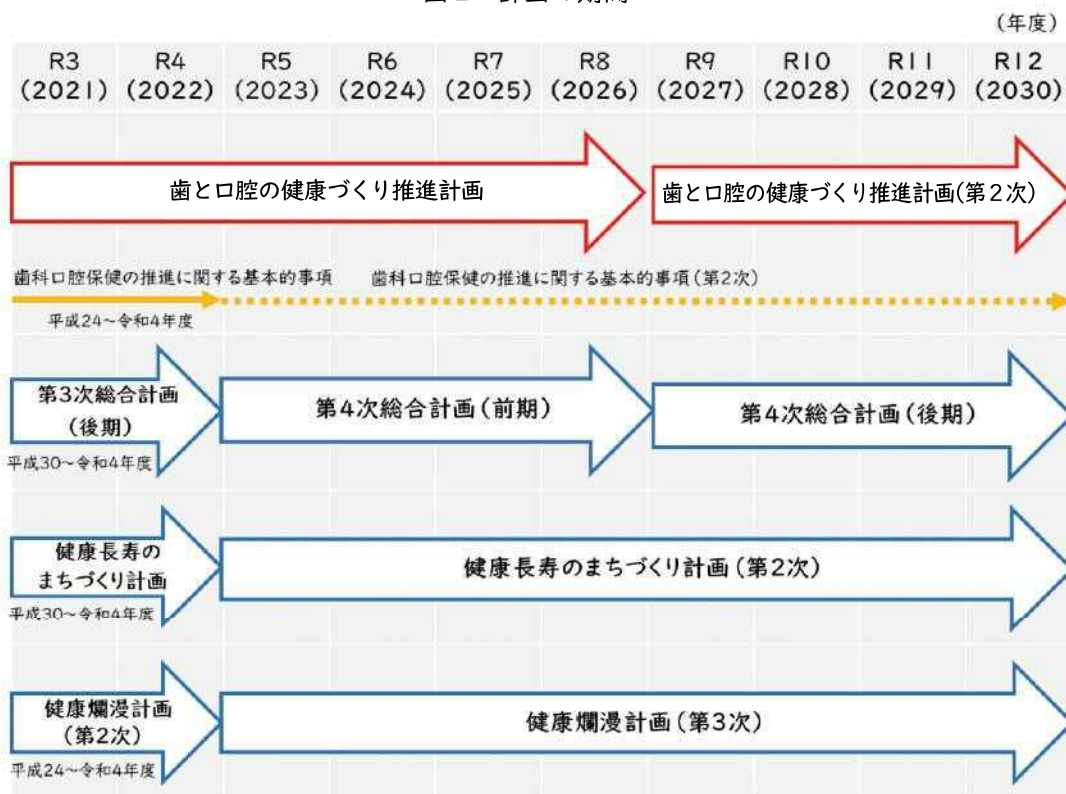 (年度)
R3 R4 R5 R6 R7 R8 R9 R10 R11 R12
(2021) (2022) (2023) (2024) (2025) (2026) (2027) (2028) (2029) (2030)
歯と口腔の健康づくり推進計画 歯と口腔の健康づくり推進計画(第2次)
歯科口腔保健の推進に関する基本的事項 歯科口腔保健の推進に関する基本的事項(第2次)
平成24~令和4年度
第3次総合計画
(後期)
第4次総合計画(前期) 第4次総合計画(後期)
平成30~令和4年度
健康長寿の
まちづくり計画
健康長寿のまちづくり計画(第2次)
平成30~令和4年度
健康爛漫計画
(第2次)
健康爛漫計画(第3次)
平成24~令和4年度